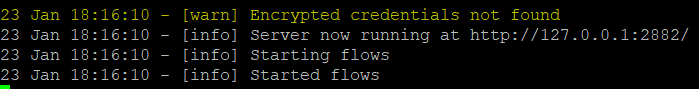 23 Jan 18:16:10 - [warn] Encrypted credentials not found
23 Jan 18:16:10 - [info] Server now running at http://127.0.0.1:2882/
23 Jan 18:16:10 - [info] Starting flows
23 Jan 18:16:10 - [info] Started flows